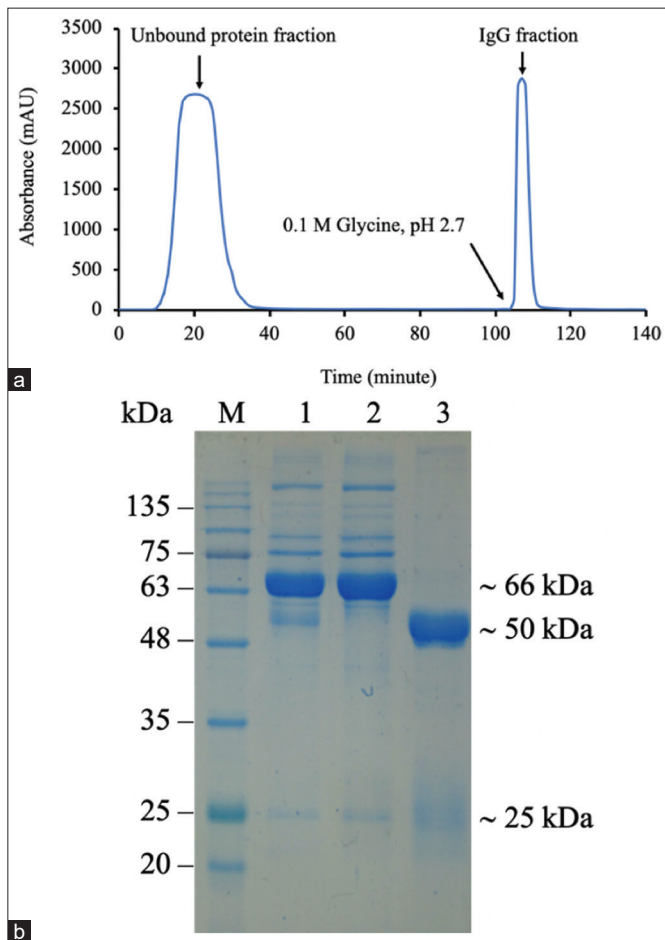 Unbound protein fraction IgG fraction
3500
3000
2500
2000
1500
1000
500
0
Absorbance (mAU)
0.1 M Glycine, pH 2.7
0 20 40 60 80 100 120 140
Time (minute)
a
kDa M 1 2 3
135
75
63 ~ 66 kDa
48 ~ 50 kDa
35
25 ~ 25 kDa
20
b